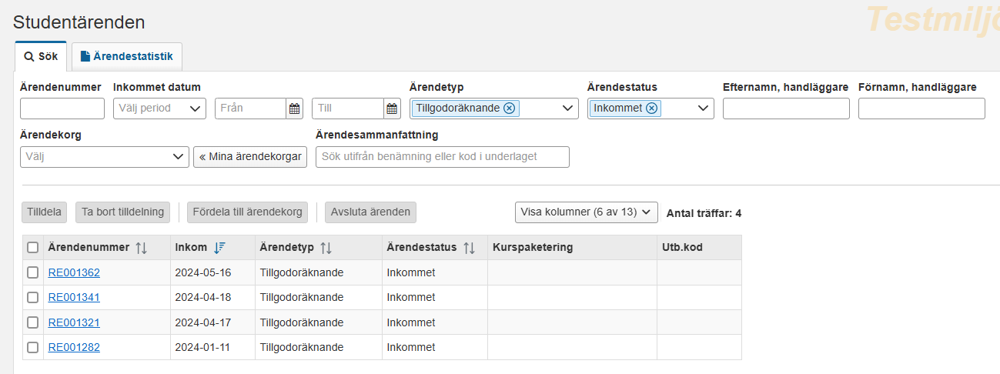 Testmiljö
Studentärenden
Sök Ärendestatistik
Ärendenummer Inkommet datum Ärendetyp Ärendestatus Efternamn, handläggare Förnamn, handläggare
Välj period Från Till Tillgodoräknande Inkommet
Ärendekorg Ärendesammanfattning
Välj « Mina ärendekorgar Sök utifrån benämning eller kod i underlaget
Tilldela Ta bort tilldelning Fördela till ärendekorg Avsluta ärenden Visa kolumner (6 av 13) Antal träffar: 4
Ärendenummer Inkom Ärendetyp Ärendestatus Kurspaketering Utb.kod
RE001362 2024-05-16 Tillgodoräknande Inkommet
RE001341 2024-04-18 Tillgodoräknande Inkommet
RE001321 2024-04-17 Tillgodoräknande Inkommet
RE001282 2024-01-11 Tillgodoräknande Inkommet